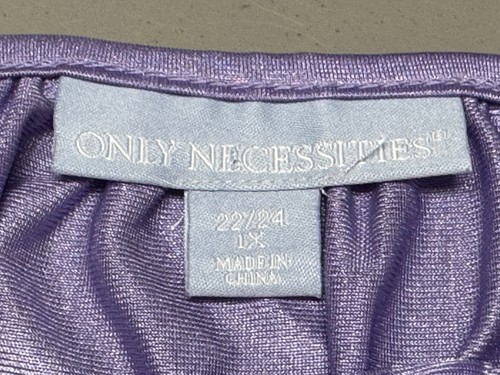 ONLY NECESSITIES
22/24
1X
MADE IN
CHINA